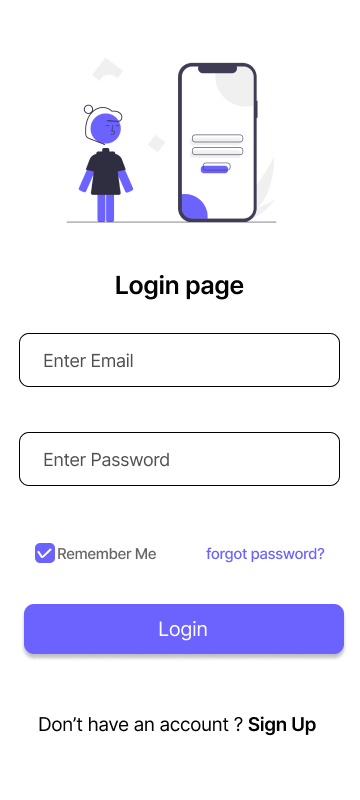 Login page
Enter Email
Enter Password
Remember Me forgot password?
Login
Don’t have an account ? Sign Up